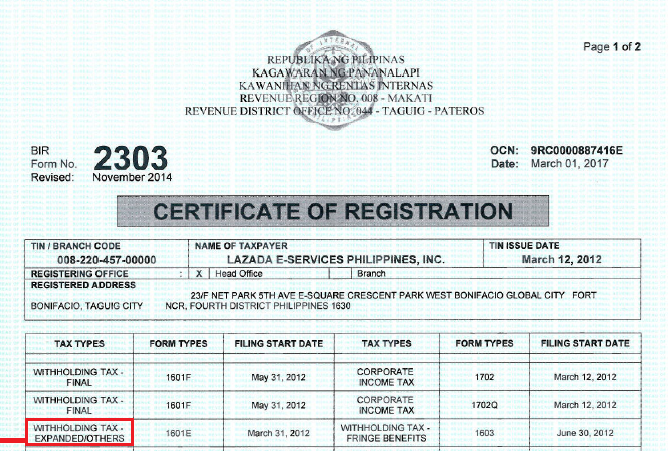 Page 1 of 2
REPUBLIKA NG PILIPINAS
KAGAWARAN NG PANANALAPI
KAWANIHAN NG RENTAS INTERNAS
REVENUE REGION NO. 008 - MAKATI
REVENUE DISTRICT OFFICE NO. 044 - TAGUIG - PATEROS
BIR
Form No. 2303
Revised: November 2014
OCN: 9RC0000887416E
Date: March 01, 2017
CERTIFICATE OF REGISTRATION
TIN / BRANCH CODE NAME OF TAXPAYER TIN ISSUE DATE
008-220-457-00000 LAZADA E-SERVICES PHILIPPINES, INC. March 12, 2012
REGISTERING OFFICE : X Head Office Branch
REGISTERED ADDRESS
23/F NET PARK 5TH AVE E-SQUARE CRESCENT PARK WEST BONIFACIO GLOBAL CITY FORT
BONIFACIO, TAGUIG CITY NCR, FOURTH DISTRICT PHILIPPINES 1630
TAX TYPES FORM TYPES FILING START DATE TAX TYPES FORM TYPES FILING START DATE
WITHHOLDING TAX - FINAL 1601F May 31, 2012 CORPORATE INCOME TAX 1702 March 12, 2012
WITHHOLDING TAX - FINAL 1601F May 31, 2012 CORPORATE INCOME TAX 1702Q March 12, 2012
WITHHOLDING TAX - EXPANDED/OTHERS 1601E March 31, 2012 WITHHOLDING TAX - FRINGE BENEFITS 1603 June 30, 2012